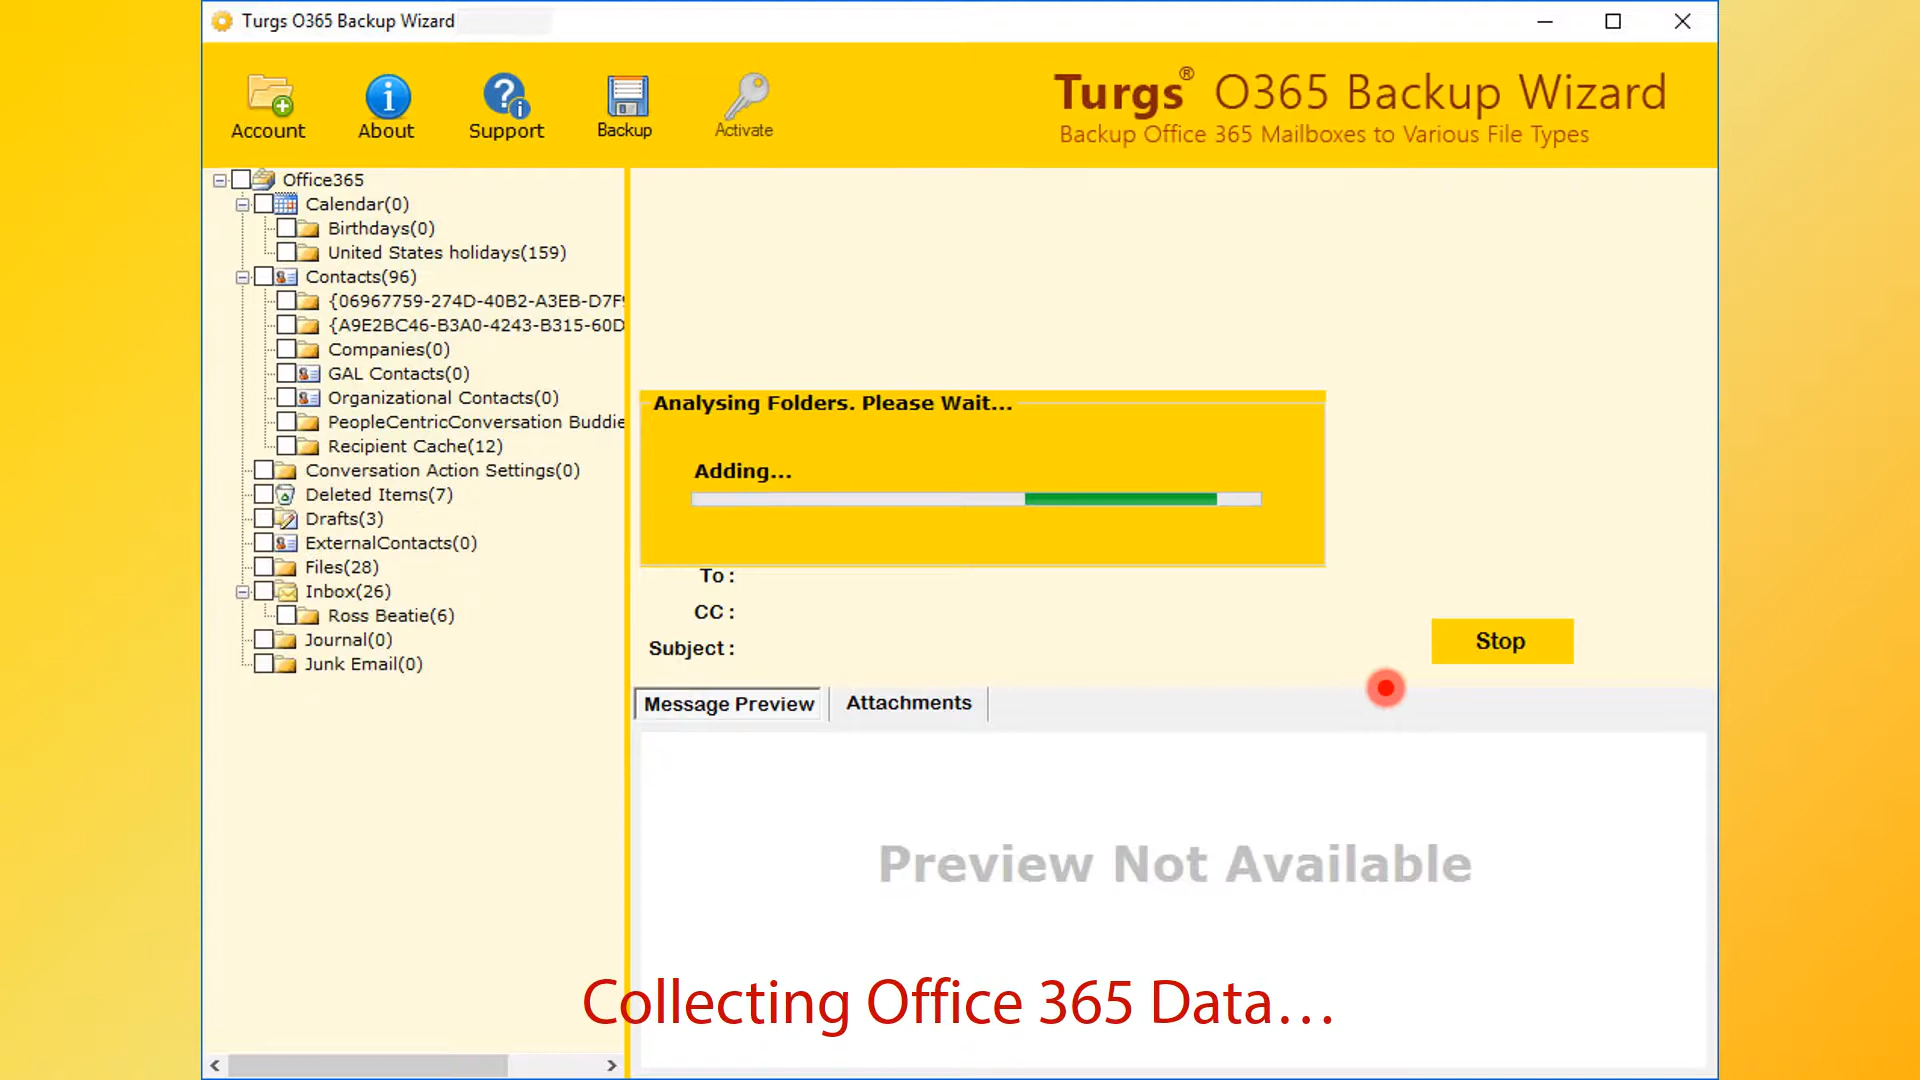 Turgs O365 Backup Wizard
Account
About
Support
Backup
Activate
Turgs® O365 Backup Wizard
Backup Office 365 Mailboxes to Various File Types
Office365
Calendar(0)
Birthdays(0)
United States holidays(159)
Contacts(96)
{06967759-274D-40B2-A3EB-D7F
{A9E2BC46-B3A0-4243-B315-60D
Companies(0)
GAL Contacts(0)
Organizational Contacts(0)
PeopleCentricConversation Buddie
Recipient Cache(12)
Conversation Action Settings(0)
Deleted Items(7)
Drafts(3)
ExternalContacts(0)
Files(28)
Inbox(26)
Ross Beatie(6)
Journal(0)
Junk Email(0)
Analysing Folders. Please Wait...
Adding...
To :
CC :
Subject :
Stop
Message Preview
Attachments
Preview Not Available
Collecting Office 365 Data...